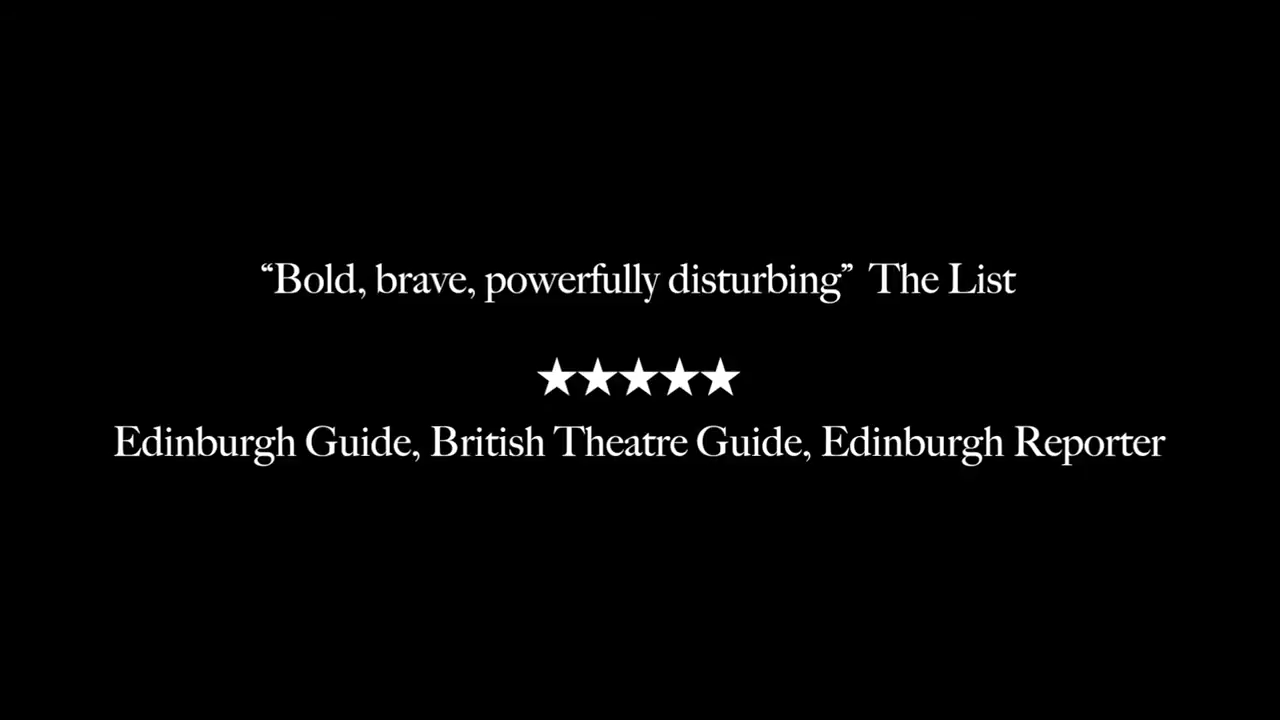 “Bold, brave, powerfully disturbing” The List
★★★★★
Edinburgh Guide, British Theatre Guide, Edinburgh Reporter